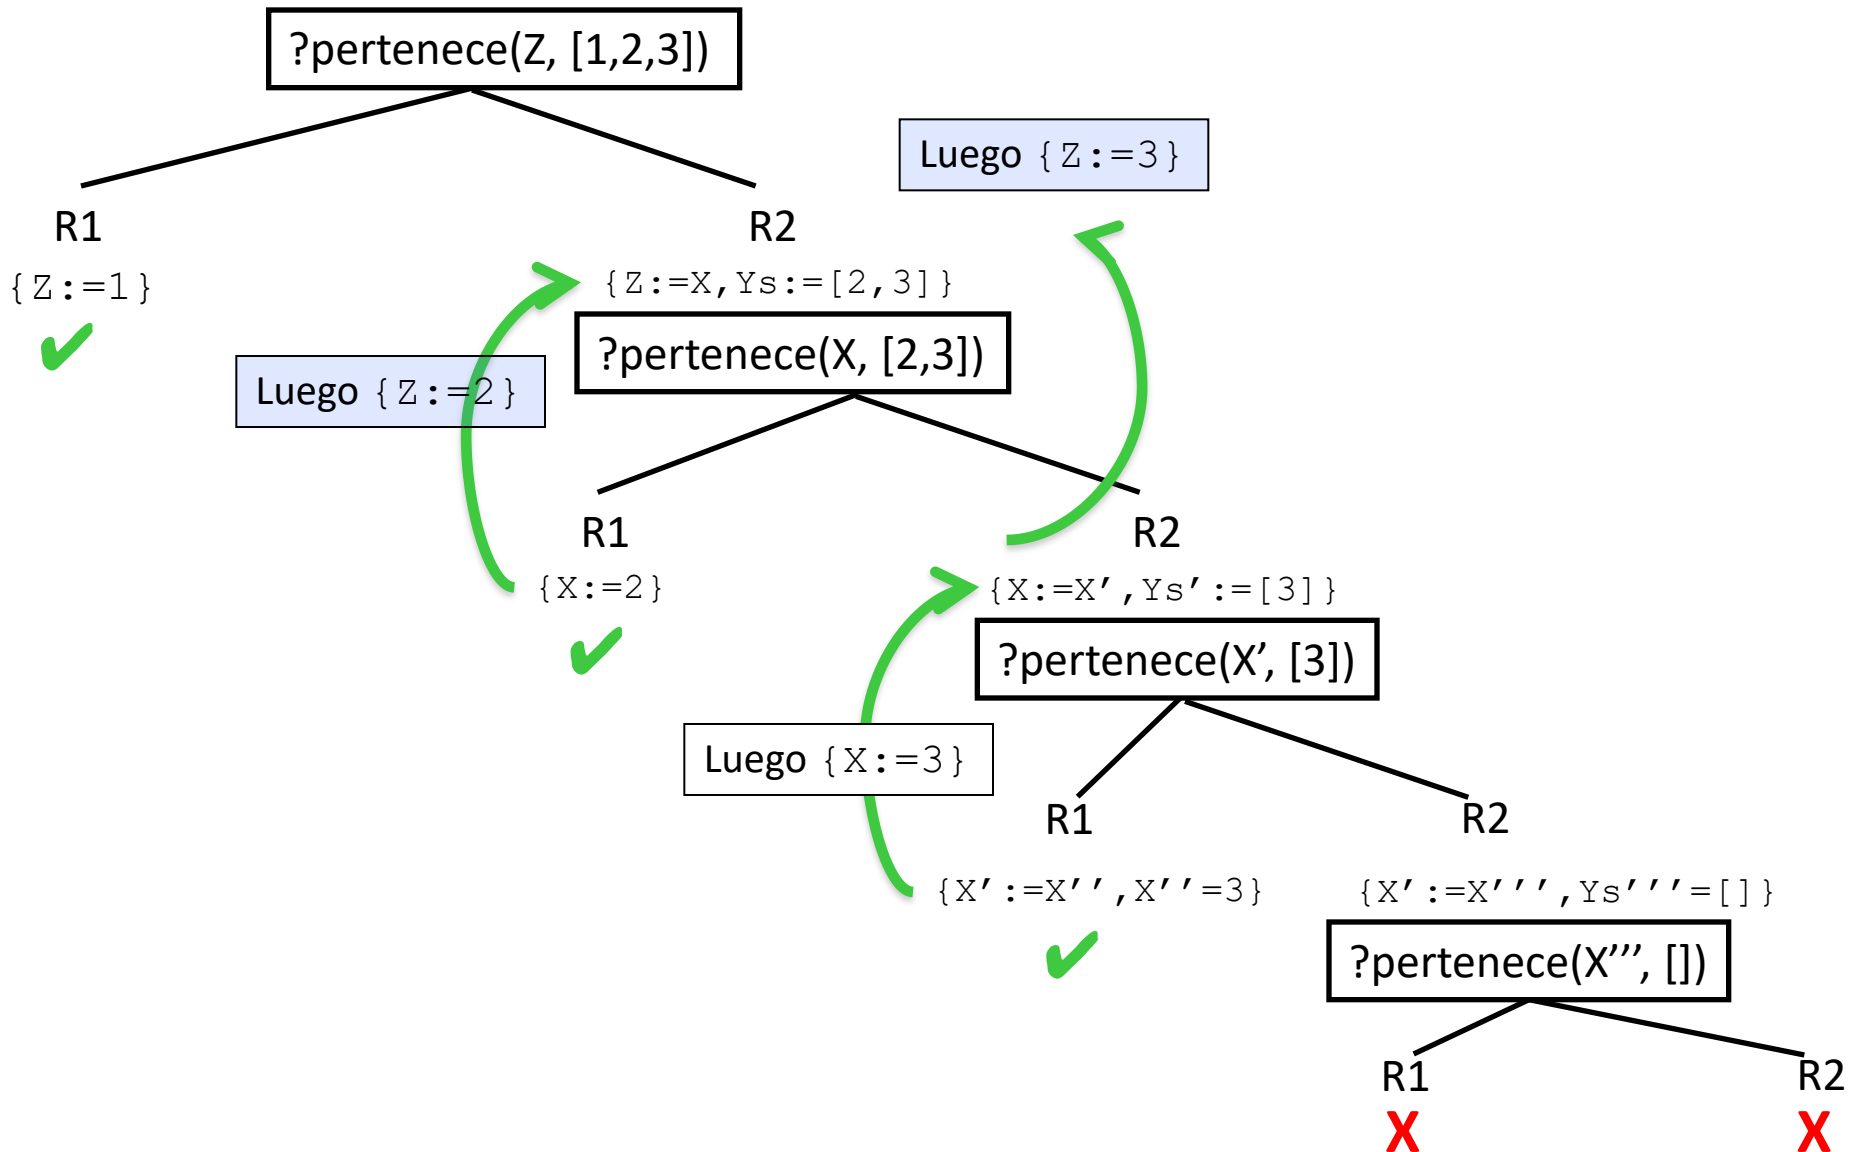 ?pertenece(Z, [1,2,3])
Luego {Z:=3}
R1
R2
{Z:=1}
{Z:=X,Ys:=[2,3]}
?pertenece(X, [2,3])
Luego {Z:=2}
R1
R2
{X:=2}
{X:=X’,Ys’:=[3]}
?pertenece(X’, [3])
Luego {X:=3}
R1
R2
{X’:=X’’,X’’=3}
{X’:=X’’’,Ys’’’=[]}
?pertenece(X’’’, [])
R1
R2
X
X